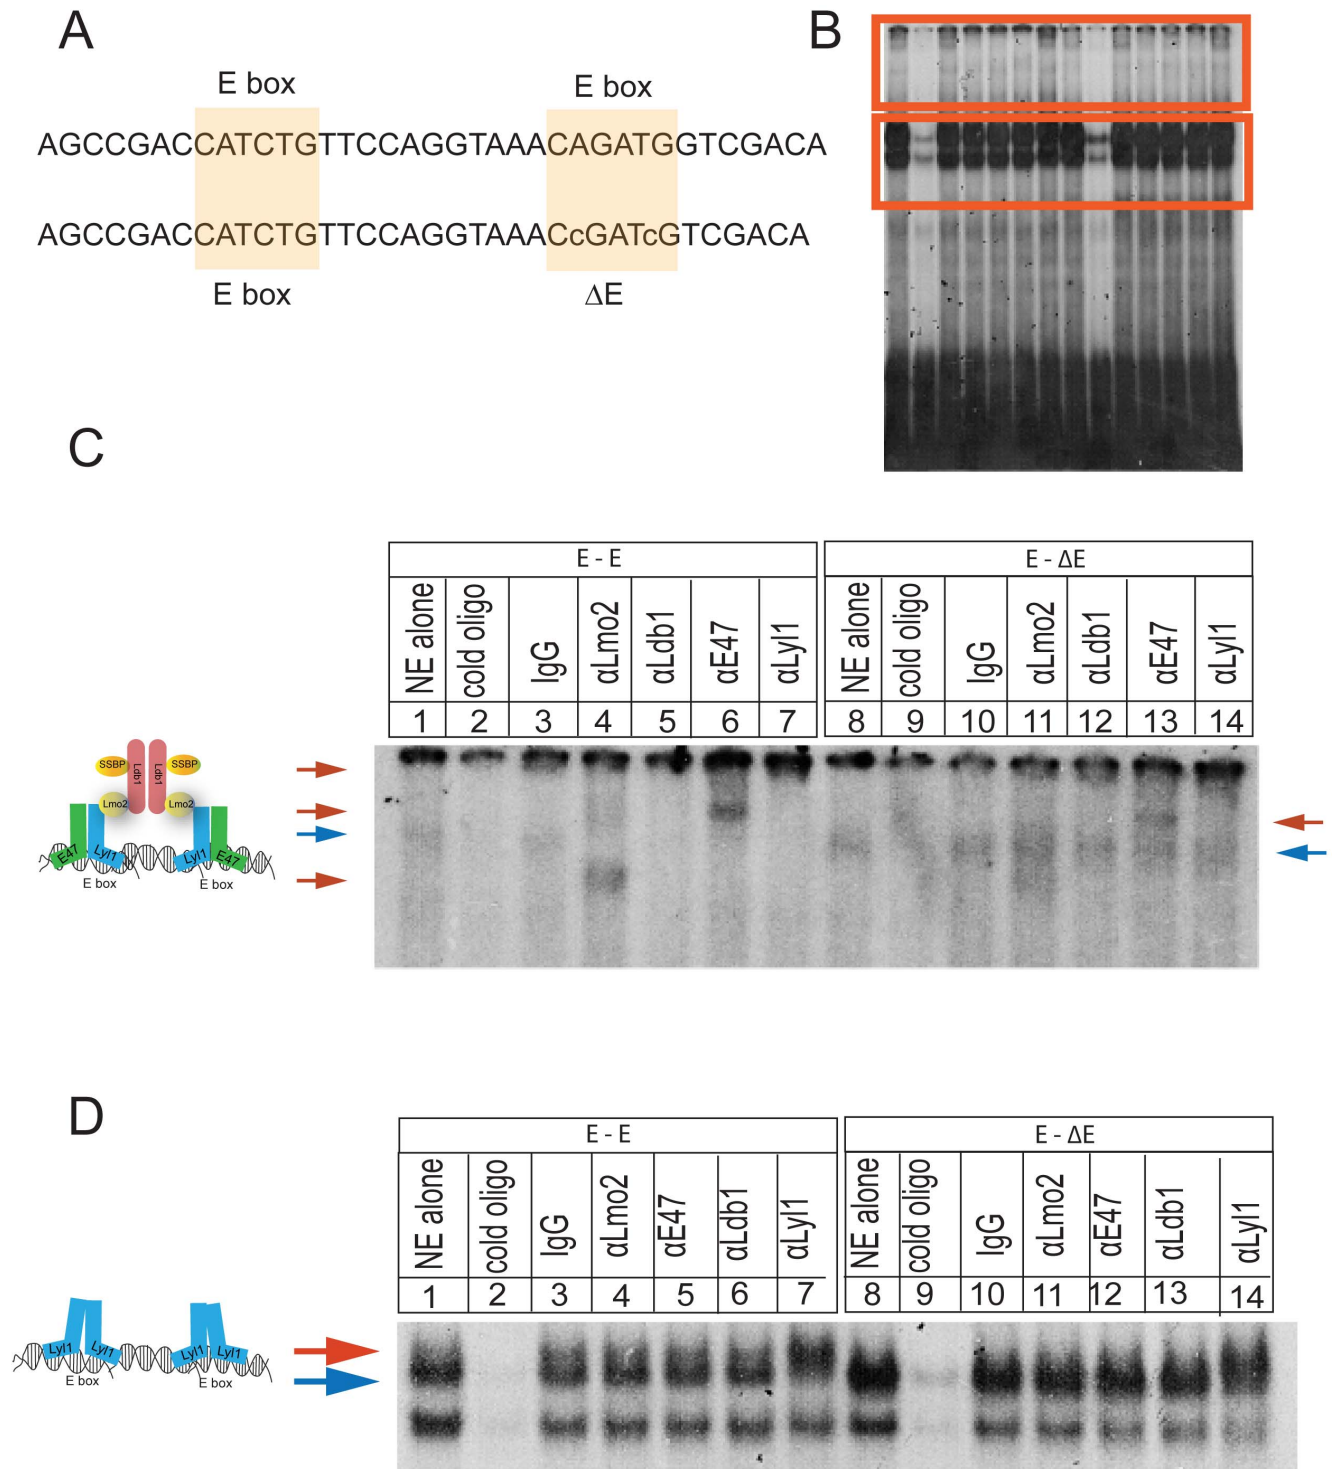 A
B
E box
E box
AGCCGACCATCTGTTCCAGGTAAACAGATGGTCGACA
AGCCGACCATCTGTTCCAGGTAAACcGATcGTCGACA
E box
ΔE
C
E - E
E - ΔE
NE alone
cold oligo
IgG
αLmo2
αLdb1
αE47
αLyl1
NE alone
cold oligo
IgG
αLmo2
αLdb1
αE47
αLyl1
1 2 3 4 5 6 7 8 9 10 11 12 13 14
SSBP Ldb1 Ldb1 SSBP
Lmo2 Lmo2
E47 Lyl1 Lyl1 E47
E box E box
D
E - E
E - ΔE
NE alone
cold oligo
IgG
αLmo2
αE47
αLdb1
αLyl1
NE alone
cold oligo
IgG
αLmo2
αE47
αLdb1
αLyl1
1 2 3 4 5 6 7 8 9 10 11 12 13 14
Lyl1 Lyl1 Lyl1 Lyl1
E box E box